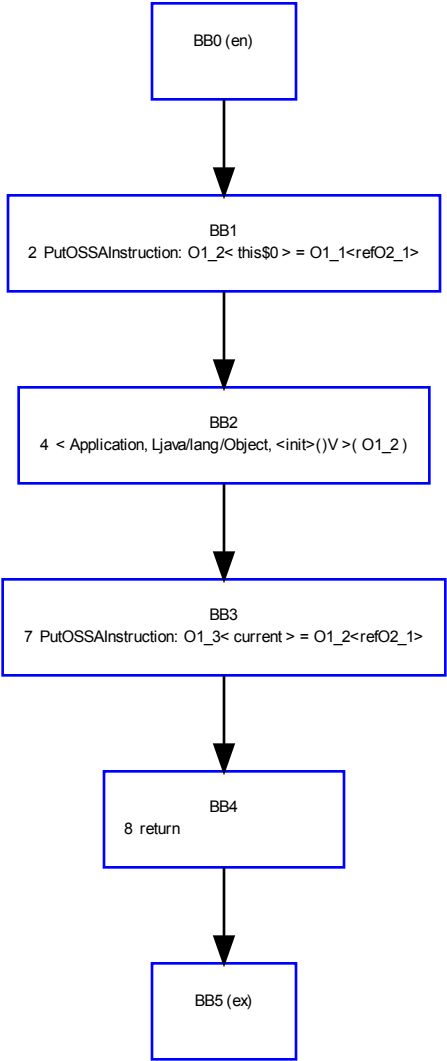 BB0 (en)
BB1
2 PutOSSAInstruction: O1_2< this$0 > = O1_1<refO2_1>
BB2
4 < Application, Ljava/lang/Object, <init>()V >( O1_2 )
BB3
7 PutOSSAInstruction: O1_3< current > = O1_2<refO2_1>
BB4
8 return
BB5 (ex)